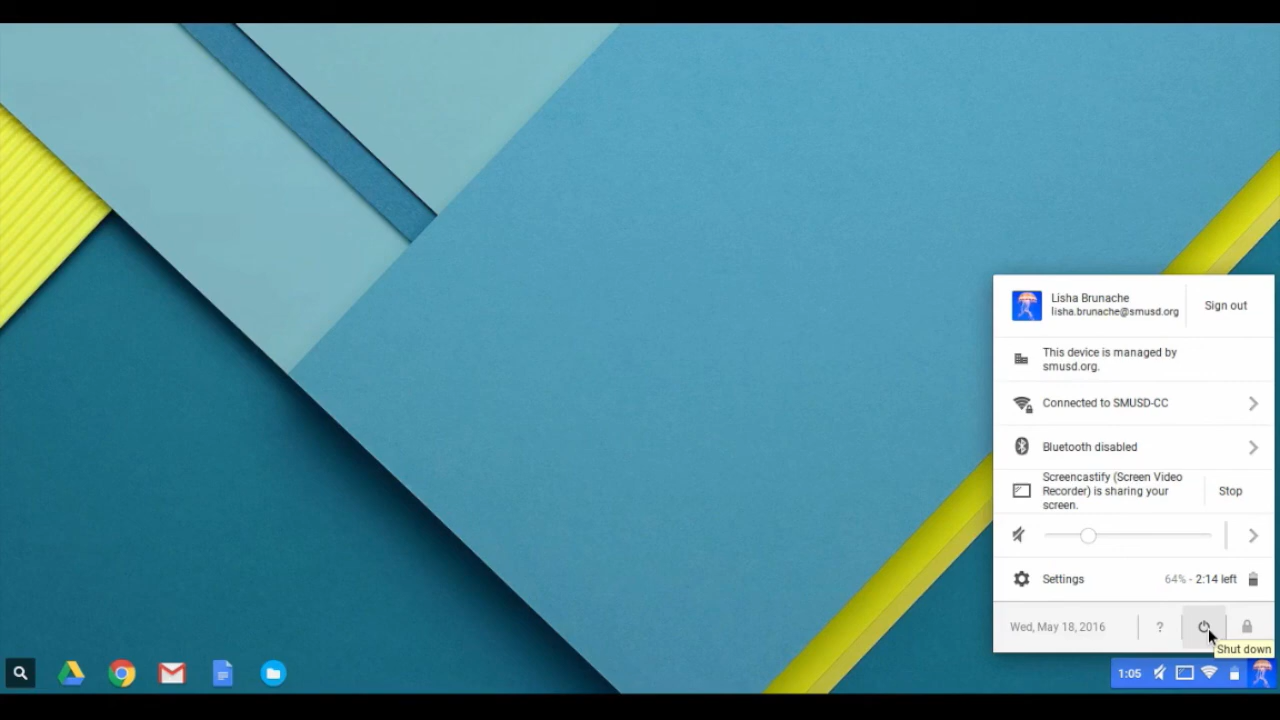 Lisha Brunache
lisha.brunache@smusd.org
Sign out
This device is managed by
smusd.org.
Connected to SMUSD-CC
Bluetooth disabled
Screencastify (Screen Video
Recorder) is sharing your
screen.
Stop
Settings
64% - 2:14 left
Wed, May 18, 2016
?
Shut down
1:05